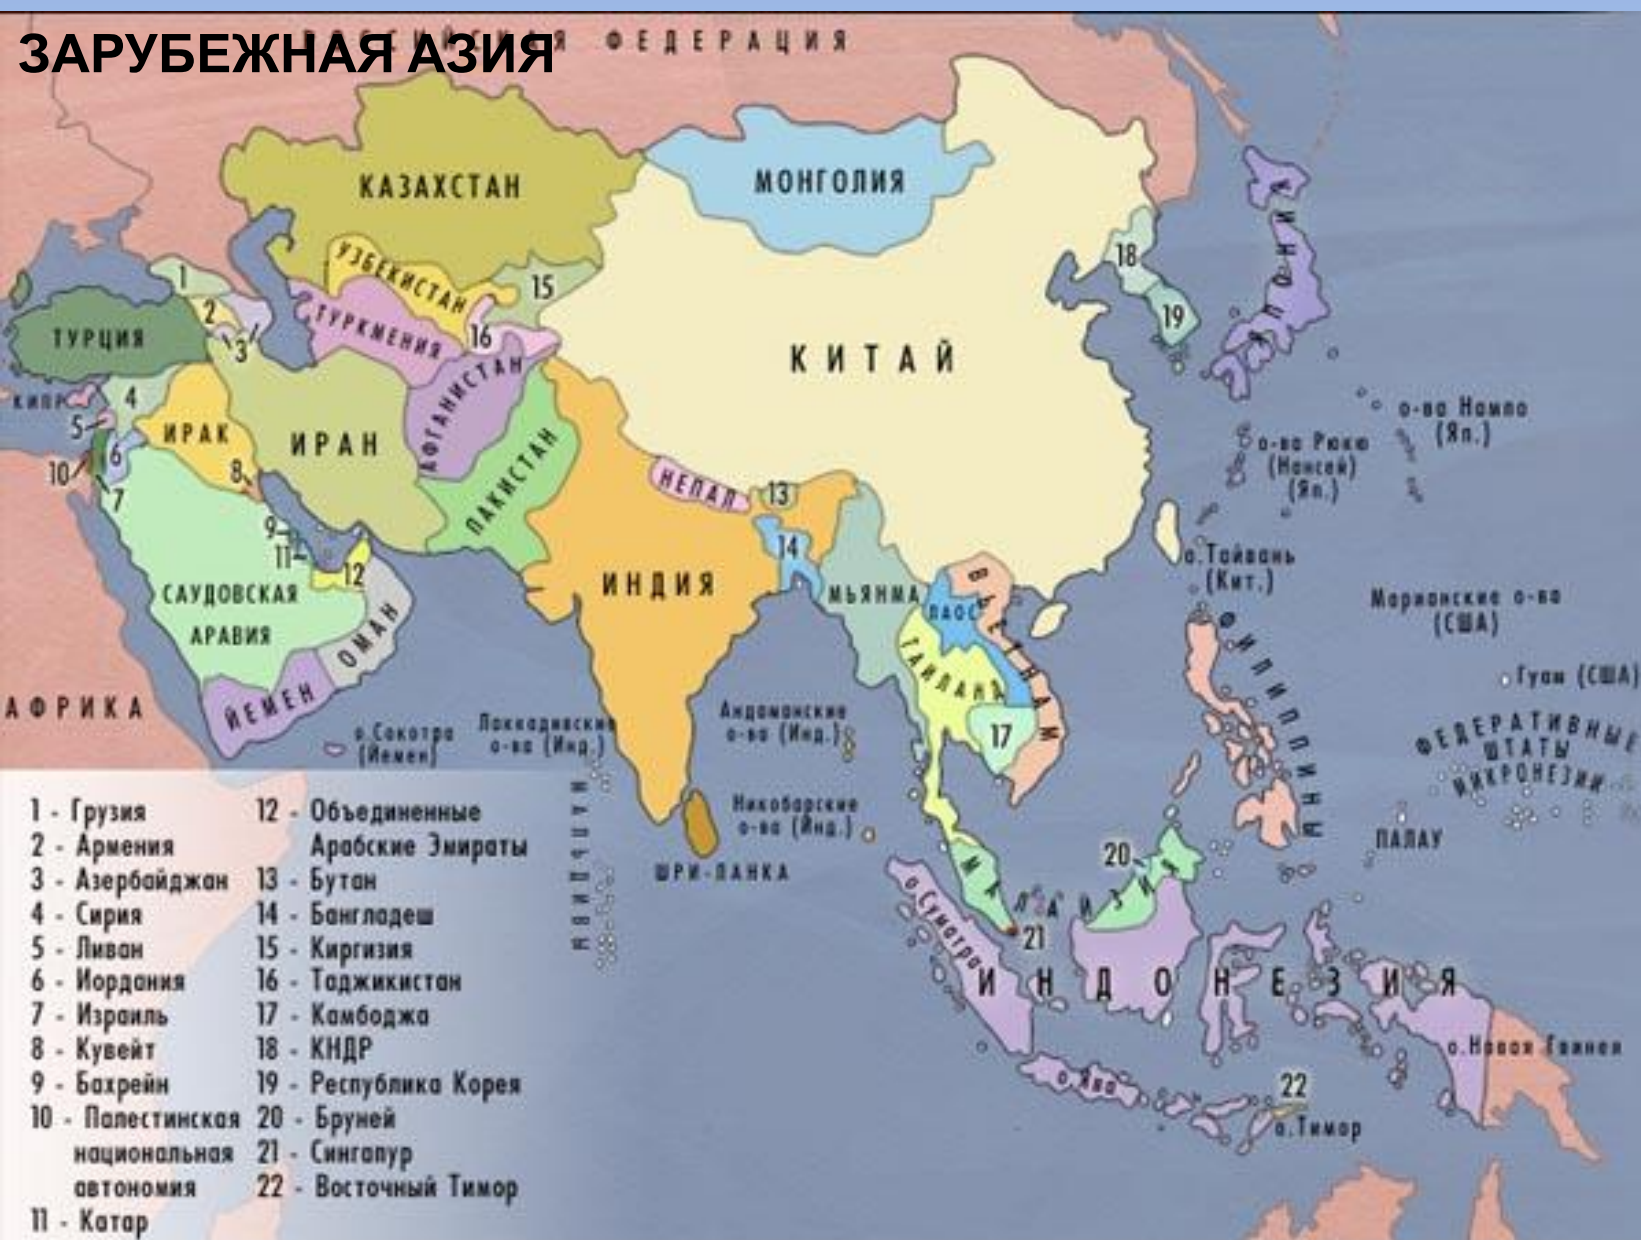 ЗАРУБЕЖНАЯ АЗИЯ
РОССИЙСКАЯ ФЕДЕРАЦИЯ
КАЗАХСТАН
МОНГОЛИЯ
УЗБЕКИСТАН
ТУРКМЕНИЯ
15
16
18
19
ЯПОНИЯ
1
2
3
ТУРЦИЯ
КИТАЙ
КИПР
4
5
6
10
7
ИРАК
ИРАН
АФГАНИСТАН
ПАКИСТАН
8
9
11
12
НЕПАЛ
13
14
о-ва Нампо
(Яп.)
о-ва Рюкю
(Нансей)
(Яп.)
САУДОВСКАЯ
АРАВИЯ
ОМАН
ЙЕМЕН
ИНДИЯ
МЬЯНМА
ЛАОС
ВЬЕТНАМ
ТАИЛАНД
17
о.Тайвань
(Кит.)
ФИЛИППИНЫ
Марианские о-ва
(США)
Гуам (США)
АФРИКА
о.Сокотра
(Йемен)
Лаккадивские
о-ва (Инд.)
Андаманские
о-ва (Инд.)
Никобарские
о-ва (Инд.)
МАЛЬДИВЫ
ШРИ-ЛАНКА
ФЕДЕРАТИВНЫЕ
ШТАТЫ
МИКРОНЕЗИИ
ПАЛАУ
20
МАЛАЙЗИЯ
21
о.Суматра
ИНДОНЕЗИЯ
о.Новая Гвинея
о.Ява
22
о.Тимор
1 - Грузия
2 - Армения
3 - Азербайджан
4 - Сирия
5 - Ливан
6 - Иордания
7 - Израиль
8 - Кувейт
9 - Бахрейн
10 - Палестинская
национальная
автономия
11 - Катар
12 - Объединенные
Арабские Эмираты
13 - Бутан
14 - Бангладеш
15 - Киргизия
16 - Таджикистан
17 - Камбоджа
18 - КНДР
19 - Республика Корея
20 - Бруней
21 - Сингапур
22 - Восточный Тимор